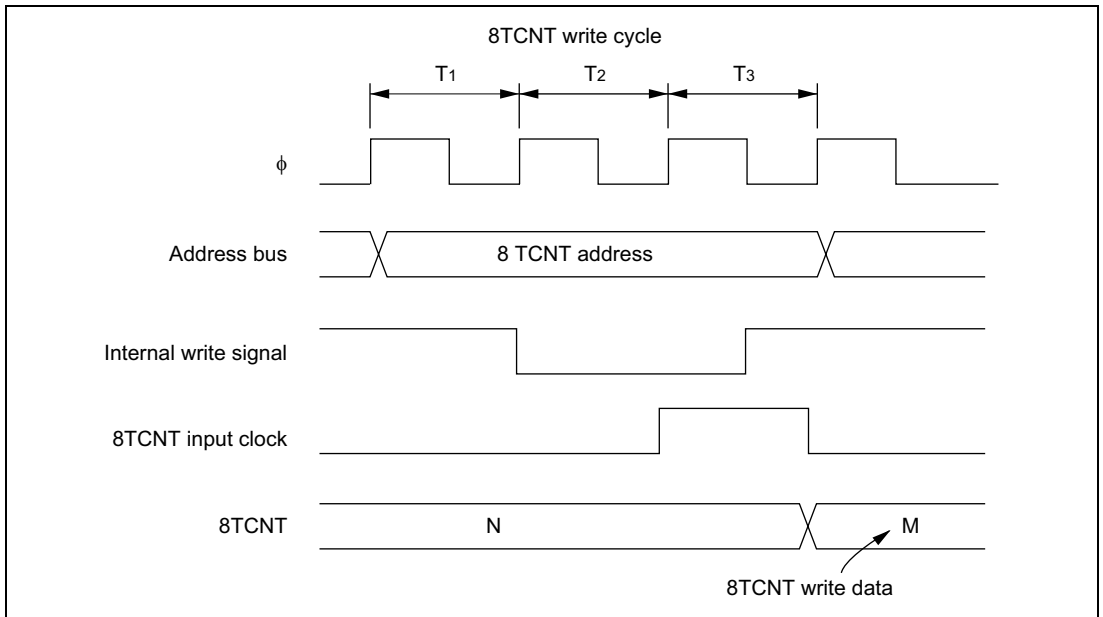 8TCNT write cycle
T1 T2 T3
ϕ
Address bus 8 TCNT address
Internal write signal
8TCNT input clock
8TCNT N M
8TCNT write data